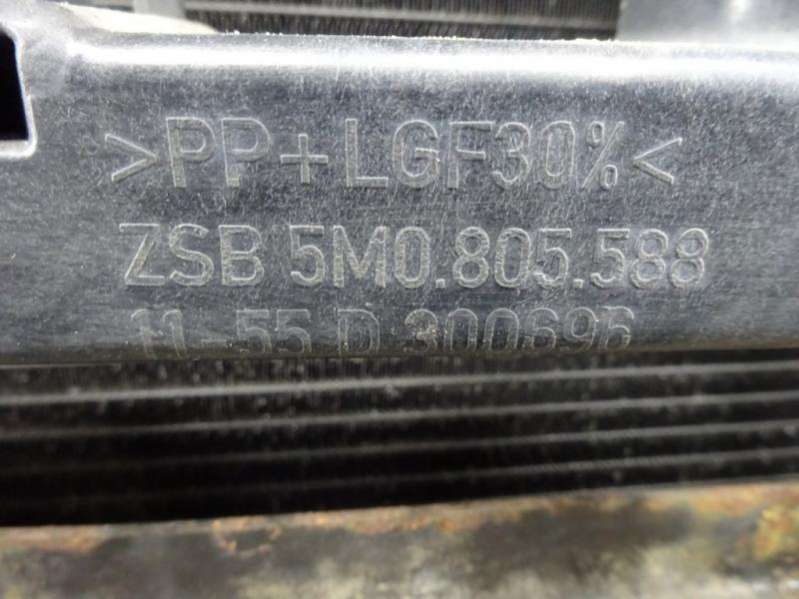 >PP+LGF30%<
ZSB 5M0.805.588
11-55 D 300696